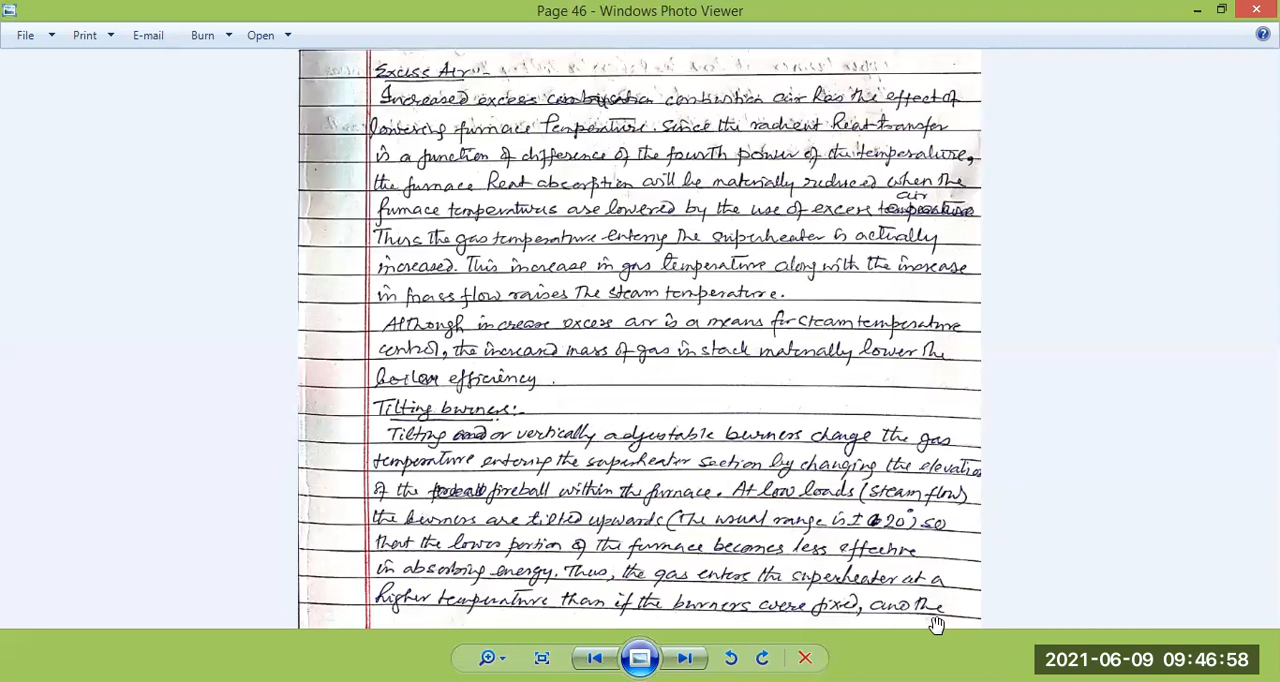 Page 46 - Windows Photo Viewer
File Print E-mail Burn Open
Excess Air:-
Increased excess combustion air has the effect of
lowering furnace Temperature. Since the radient Heat transfer
is a function of difference of the fourth power of the temperature,
the furnace Heat absorption will be materially reduced when the
air
furnace temperatures are lowered by the use of excess
Thus the gas temperature entering the superheater is actually
increased. This increase in gas temperature along with the increase
in mass flow raises the steam temperature.
Although increase excess air is a means for steam temperature
control, the increased mass of gas in stack materially lower the
boiler efficiency.
Tilting burners:-
Tilting or vertically adjustable burners change the gas
temperature entering the superheater section by changing the elevation
of the fireball within the furnace. At low loads (steam flow)
the burners are tilted upwards (The usual range is ± 20°) so
that the lower portion of the furnace becomes less effective
in absorbing energy. Thus, the gas enters the superheater at a
higher temperature than if the burners were fixed, and the
2021-06-09 09:46:58